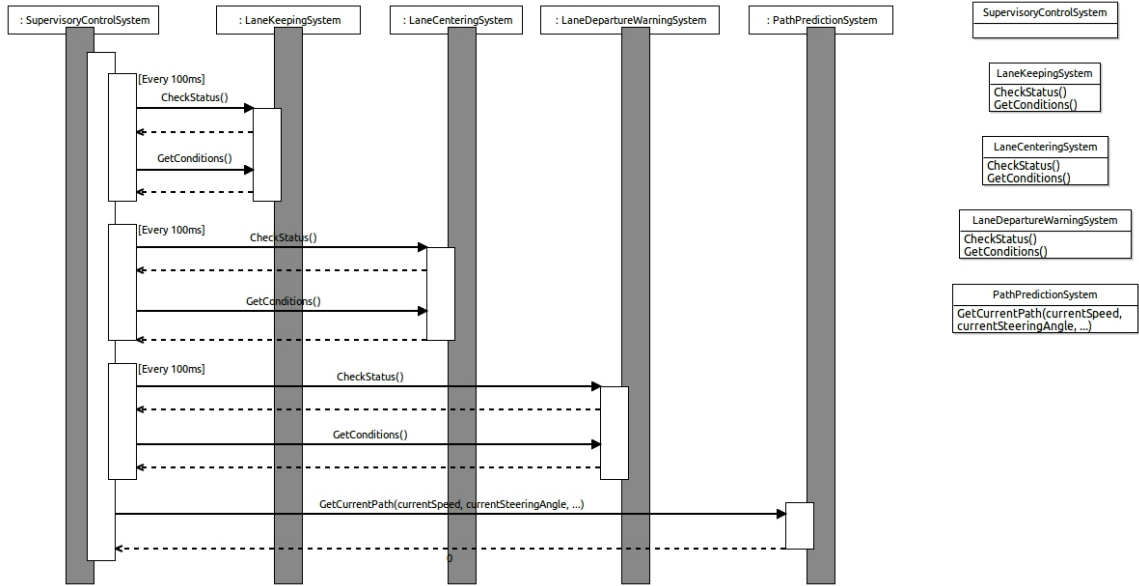 : SupervisoryControlSystem
: LaneKeepingSystem
: LaneCenteringSystem
: LaneDepartureWarningSystem
: PathPredictionSystem
[Every 100ms]
CheckStatus()
GetConditions()
[Every 100ms]
CheckStatus()
GetConditions()
[Every 100ms]
CheckStatus()
GetConditions()
GetCurrentPath(currentSpeed, currentSteeringAngle, ...)
0
SupervisoryControlSystem
LaneKeepingSystem
CheckStatus()
GetConditions()
LaneCenteringSystem
CheckStatus()
GetConditions()
LaneDepartureWarningSystem
CheckStatus()
GetConditions()
PathPredictionSystem
GetCurrentPath(currentSpeed,
currentSteeringAngle, ...)